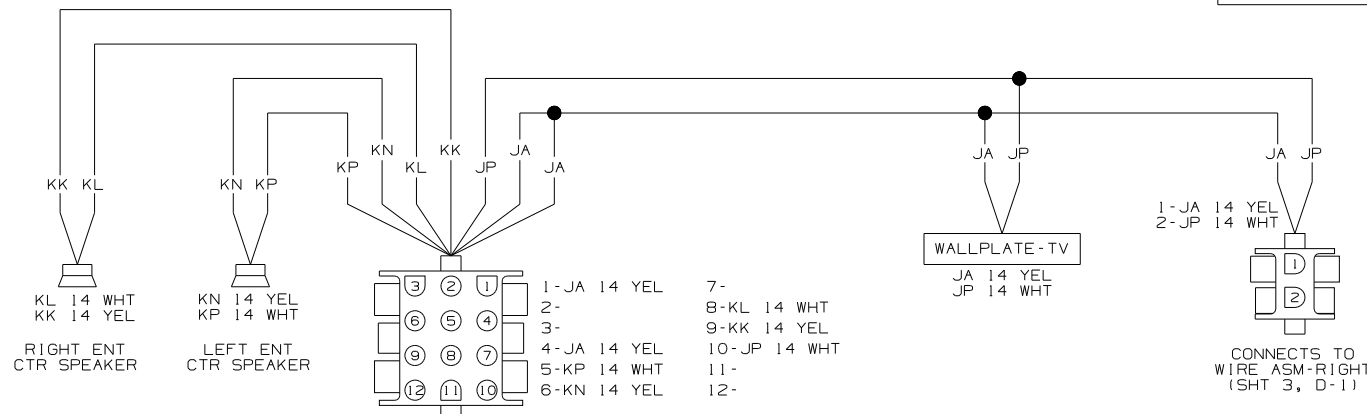 KK
KN
JA
KP
KL
JP
JA
JA JP
JA JP
KK KL
KN KP
1-JA 14 YEL
2-JP 14 WHT
WALLPLATE-TV
JA 14 YEL
JP 14 WHT
1
2
KL 14 WHT
KK 14 YEL
RIGHT ENT
CTR SPEAKER
KN 14 YEL
KP 14 WHT
LEFT ENT
CTR SPEAKER
3 2 1
6 5 4
9 8 7
12 11 10
1-JA 14 YEL
2-
3-
4-JA 14 YEL
5-KP 14 WHT
6-KN 14 YEL
7-
8-KL 14 WHT
9-KK 14 YEL
10-JP 14 WHT
11-
12-
CONNECTS TO
WIRE ASM-RIGHT
(SHT 3, D-1)